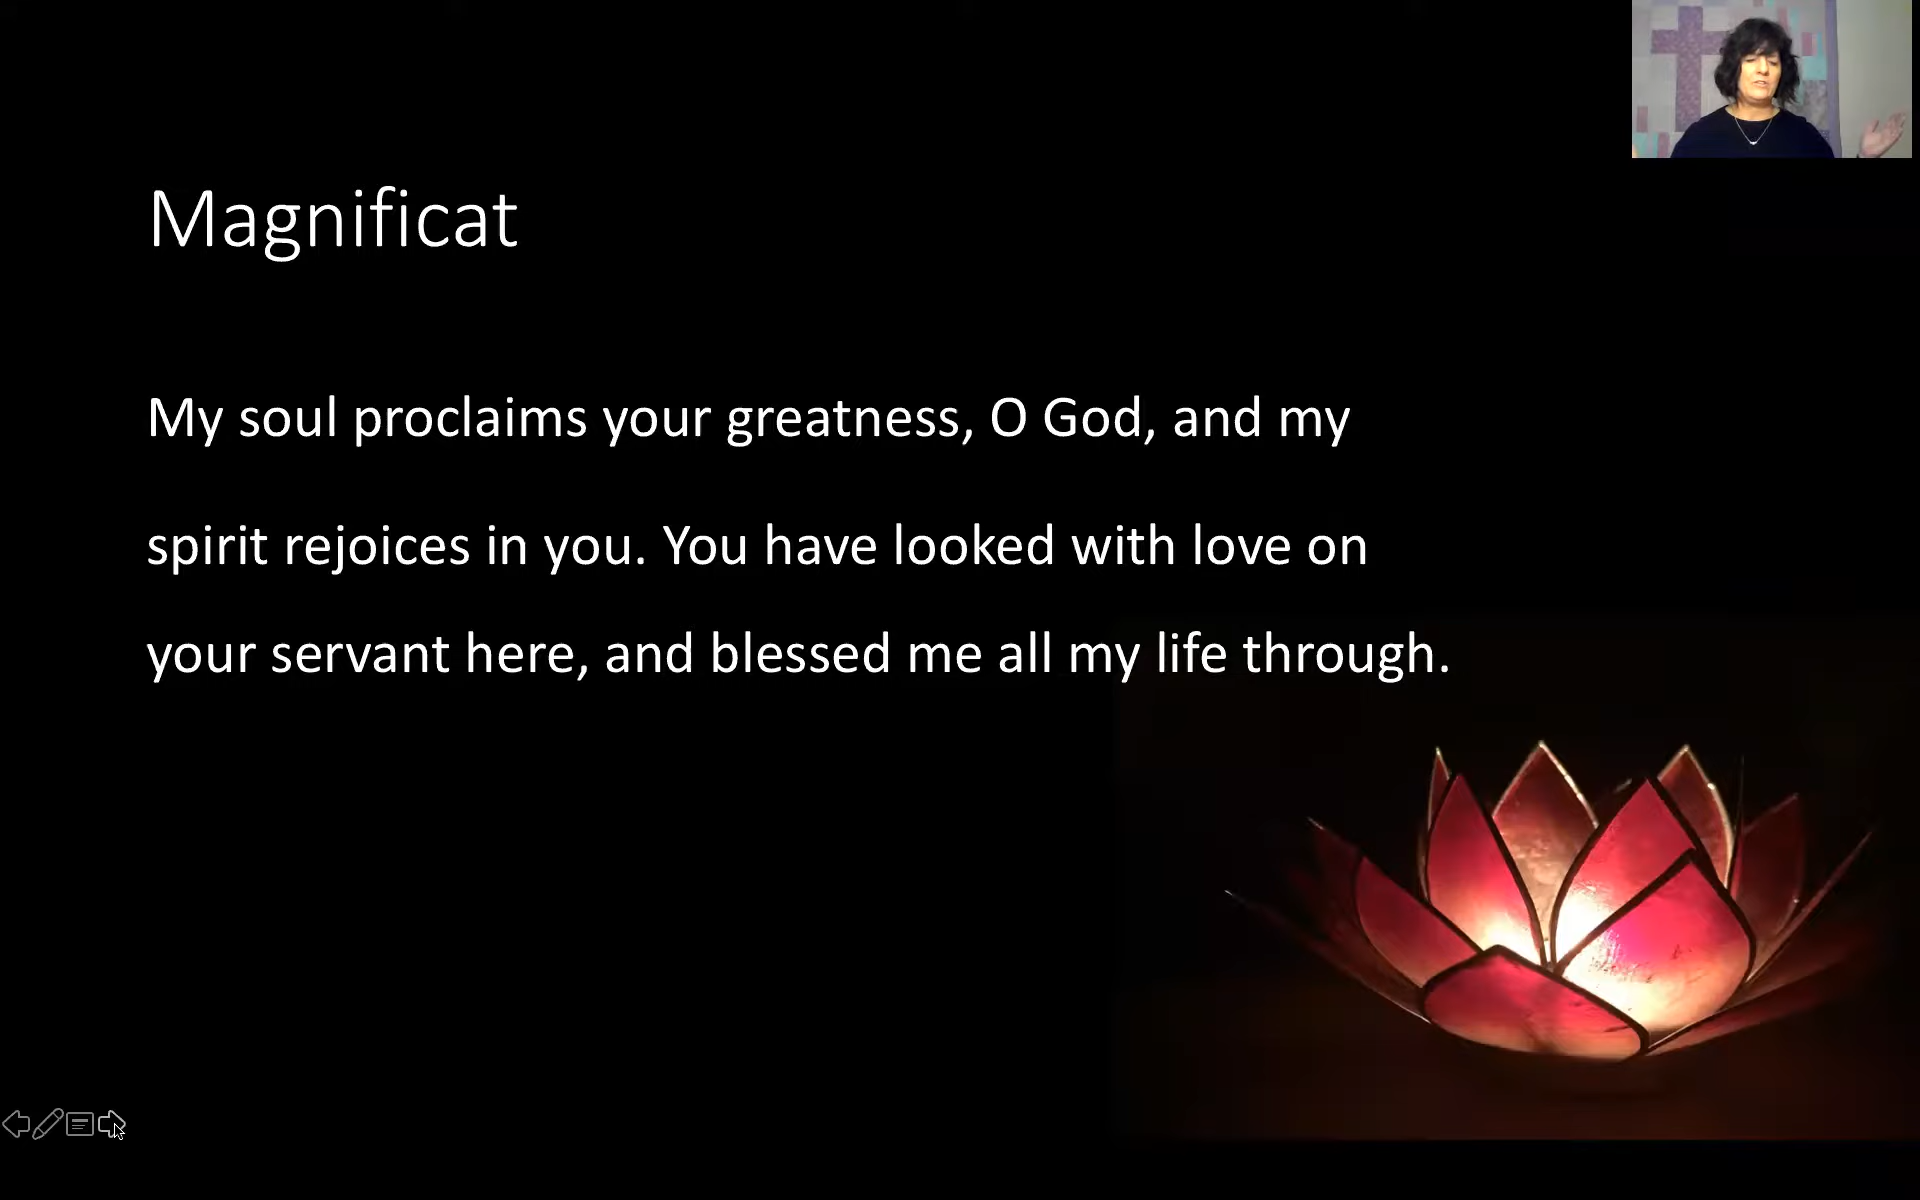 Magnificat
My soul proclaims your greatness, O God, and my
spirit rejoices in you. You have looked with love on
your servant here, and blessed me all my life through.